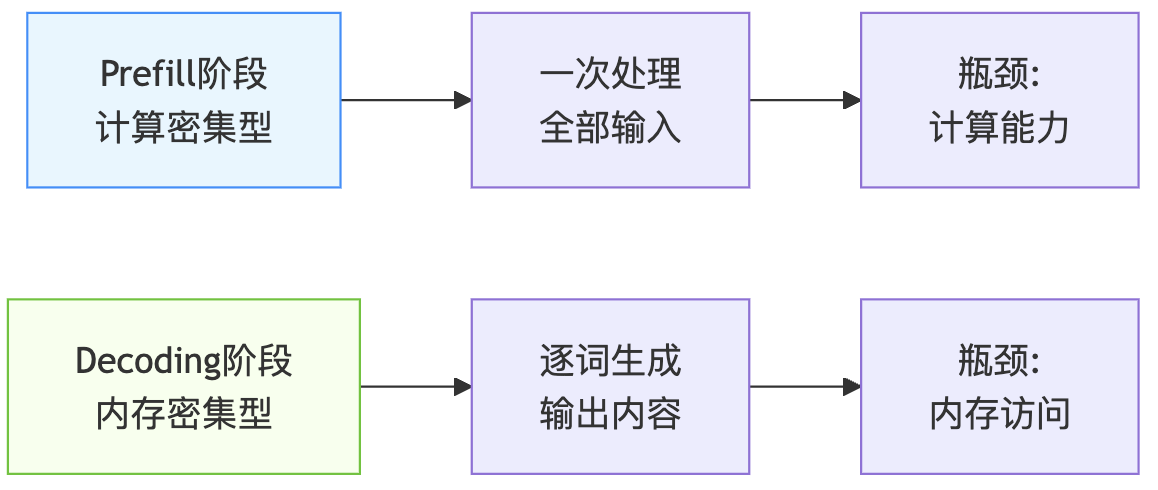 Prefill阶段
计算密集型
一次处理
全部输入
瓶颈:
计算能力
Decoding阶段
内存密集型
逐词生成
输出内容
瓶颈:
内存访问